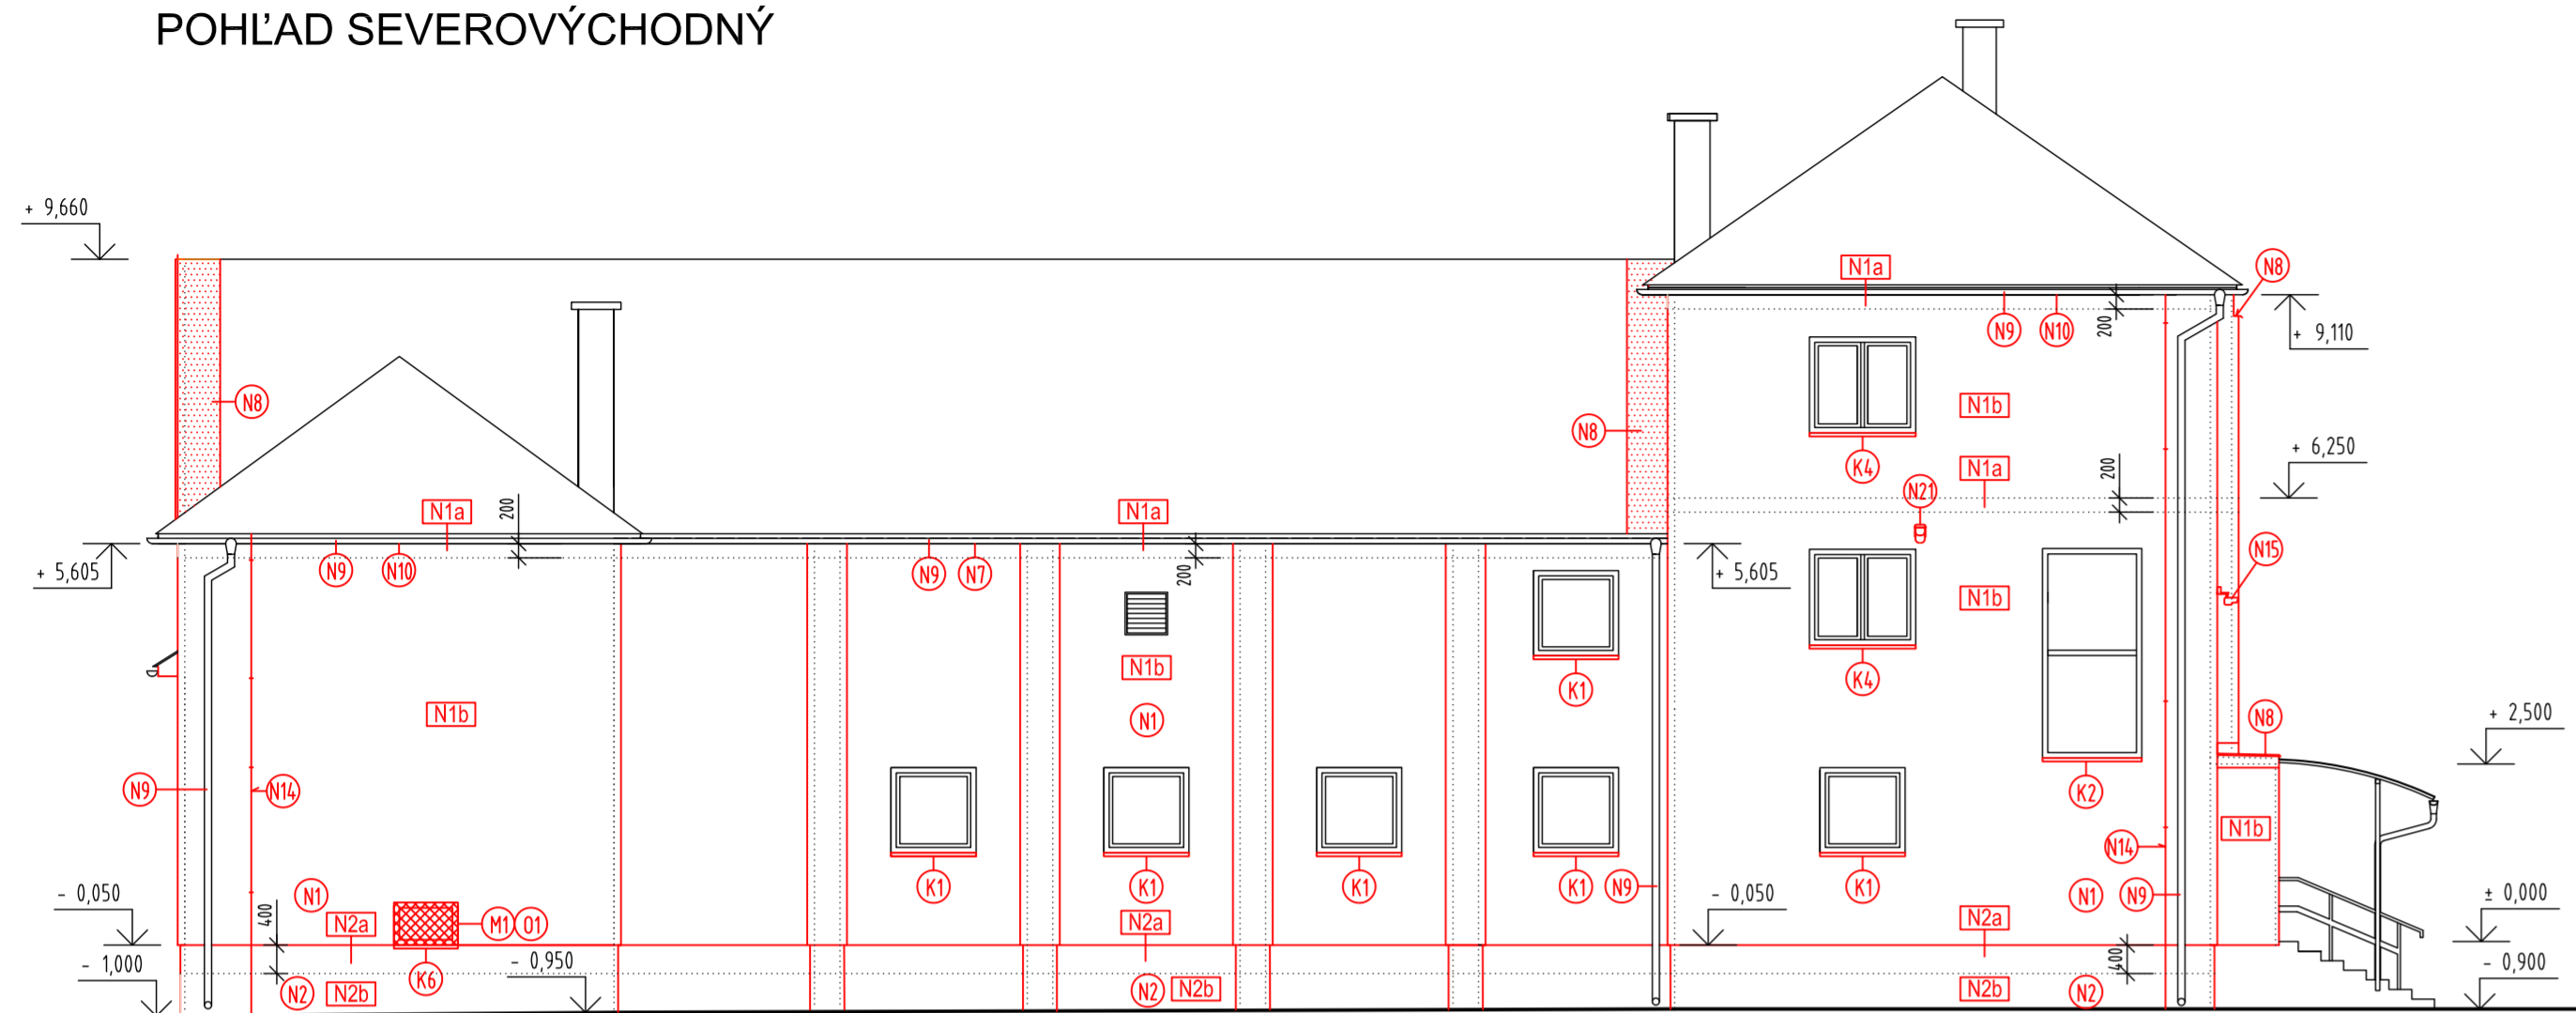 POHĽAD SEVEROVÝCHODNÝ
+ 9,660
N8
N1a
200
N9
N10
+ 5,605
N1b
N9
N14
N1
N2a
400
M1
O1
K6
- 0,050
- 1,000
N2
N2b
- 0,950
N1a
N9
N7
200
N1b
N1
K1
K1
K1
K1
K1
N9
N2a
N2
N2b
N8
+ 5,605
- 0,050
N1a
N9
N10
200
N8
+ 9,110
N1b
K4
N1a
N21
200
+ 6,250
N15
N1b
K4
K2
N8
+ 2,500
N1b
N14
K1
N1
N9
N2a
400
± 0,000
- 0,900
N2b
N2